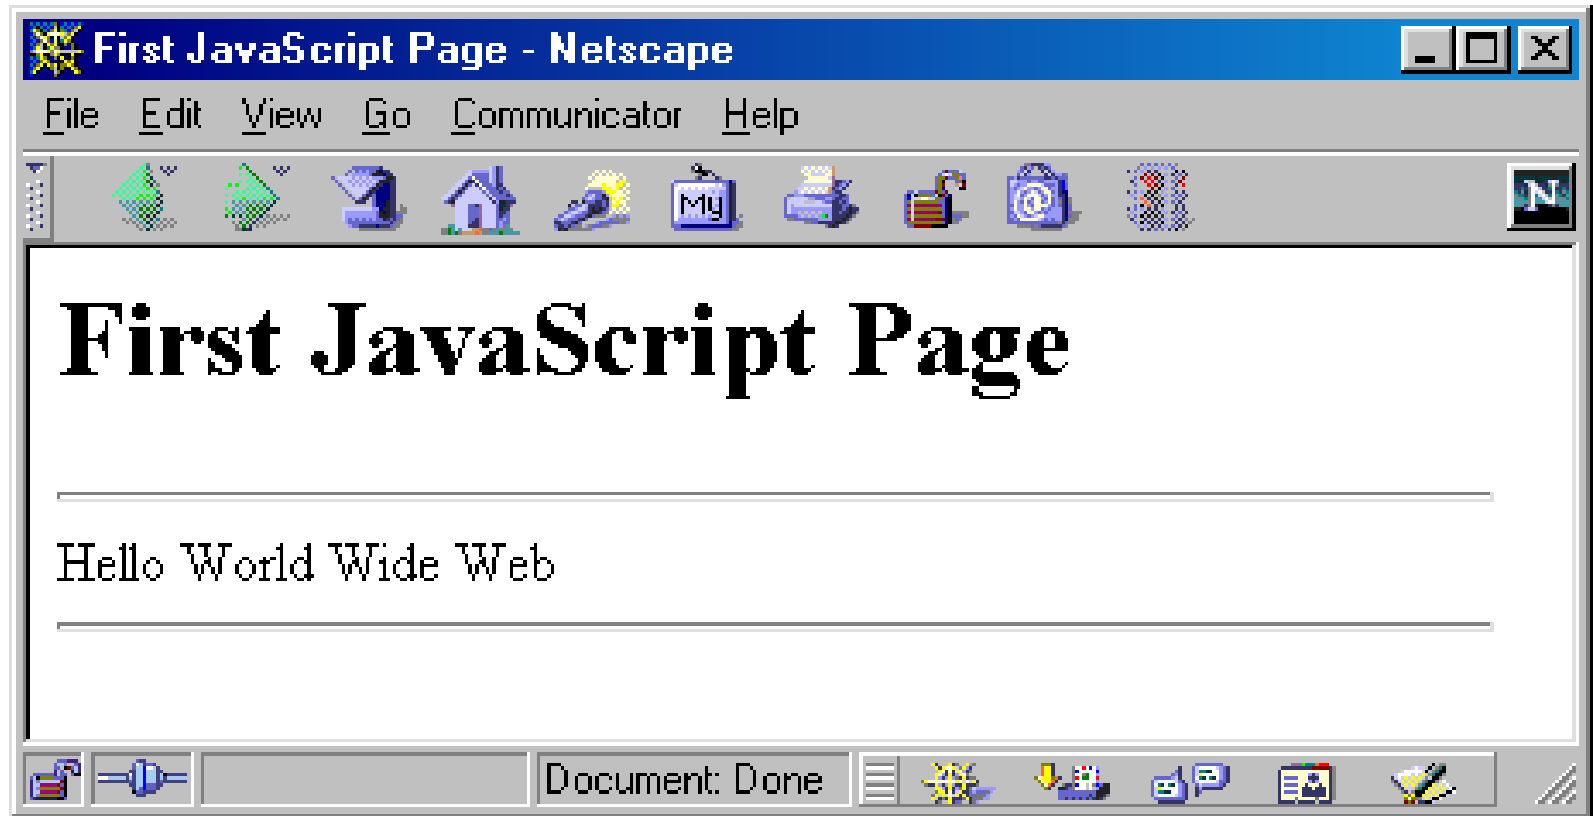 First JavaScript Page - Netscape
File Edit View Go Communicator Help
My @ N
First JavaScript Page
Hello World Wide Web
Document: Done